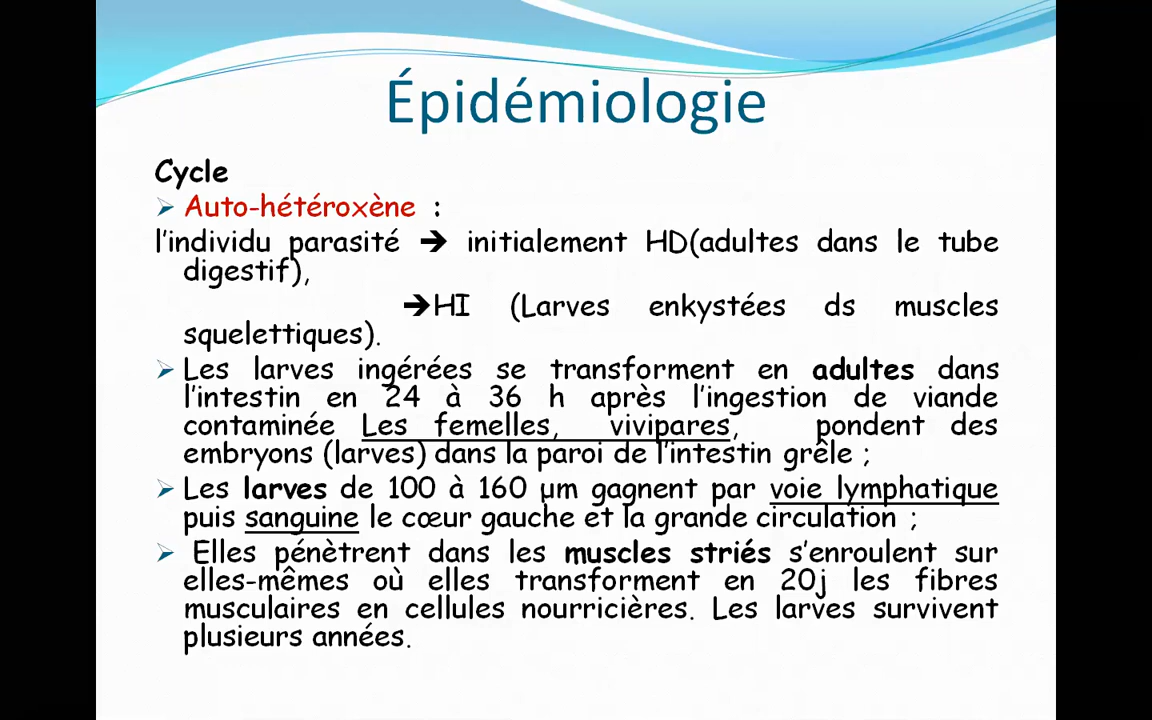 Épidémiologie
Cycle
➢ Auto-hétéroxène :
l'individu parasité ➔ initialement HD(adultes dans le tube
digestif),
➔HI (Larves enkystées ds muscles
squelettiques).
➢ Les larves ingérées se transforment en adultes dans
l'intestin en 24 à 36 h après l'ingestion de viande
contaminée Les femelles, vivipares, pondent des
embryons (larves) dans la paroi de l'intestin grêle ;
➢ Les larves de 100 à 160 µm gagnent par voie lymphatique
puis sanguine le cœur gauche et la grande circulation ;
➢ Elles pénètrent dans les muscles striés s'enroulent sur
elles-mêmes où elles transforment en 20j les fibres
musculaires en cellules nourricières. Les larves survivent
plusieurs années.